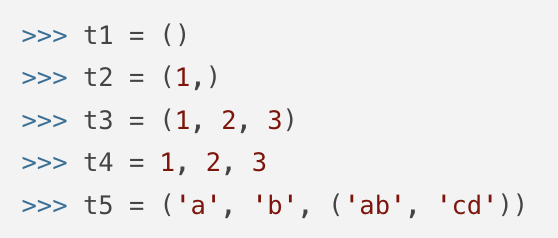 >>> t1 = ()
>>> t2 = (1,)
>>> t3 = (1, 2, 3)
>>> t4 = 1, 2, 3
>>> t5 = ('a', 'b', ('ab', 'cd'))